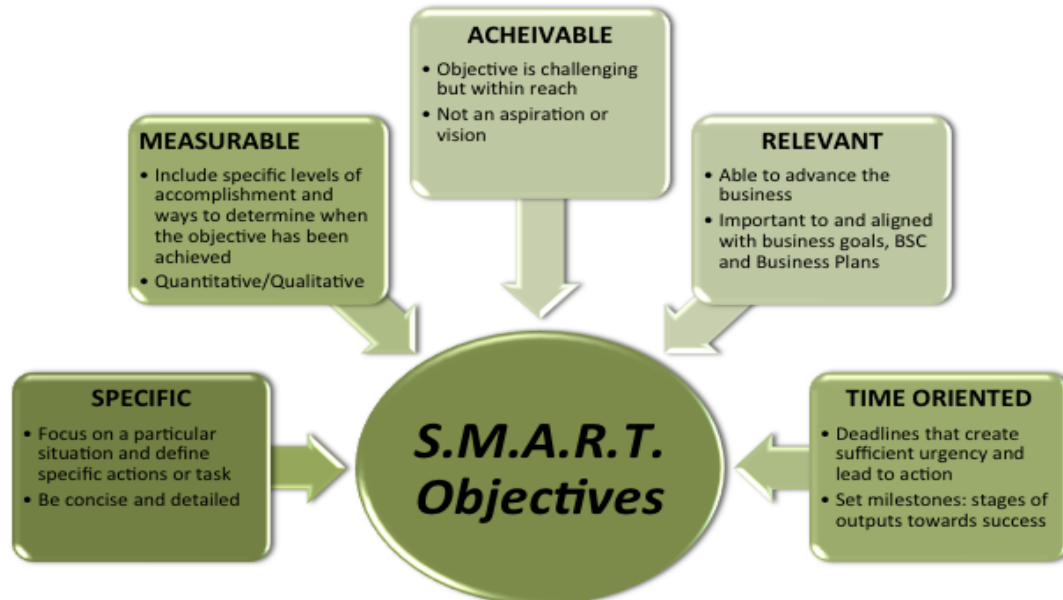 SPECIFIC
• Focus on a particular
situation and define
specific actions or task
• Be concise and detailed
MEASURABLE
• Include specific levels of
accomplishment and
ways to determine when
the objective has been
achieved
• Quantitative/Qualitative
ACHEIVABLE
• Objective is challenging
but within reach
• Not an aspiration or
vision
RELEVANT
• Able to advance the
business
• Important to and aligned
with business goals, BSC
and Business Plans
TIME ORIENTED
• Deadlines that create
sufficient urgency and
lead to action
• Set milestones: stages of
outputs towards success
S.M.A.R.T.
Objectives